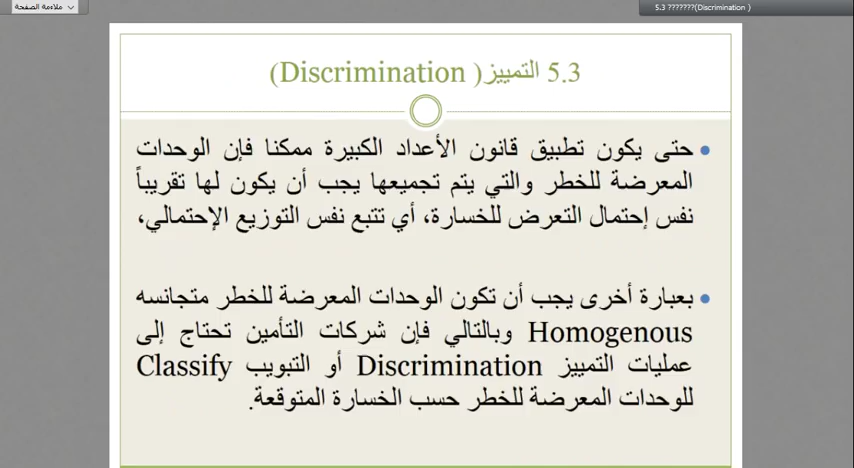 ملاءمة الصفحة
5.3 ???????(Discrimination )
5.3 التمييز( Discrimination)
حتى يكون تطبيق قانون الأعداد الكبيرة ممكنا فإن الوحدات
المعرضة للخطر والتي يتم تجميعها يجب أن يكون لها تقريباً
نفس إحتمال التعرض للخسارة، أي تتبع نفس التوزيع الإحتمالي،
بعبارة أخرى يجب أن تكون الوحدات المعرضة للخطر متجانسه
Homogenous وبالتالي فإن شركات التأمين تحتاج إلى
عمليات التمييز Discrimination أو التبويب Classify
للوحدات المعرضة للخطر حسب الخسارة المتوقعة.